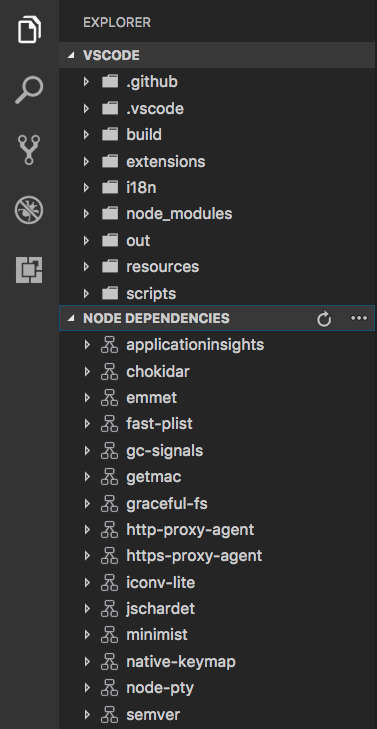 EXPLORER
VSCODE
.github
.vscode
build
extensions
i18n
node_modules
out
resources
scripts
NODE DEPENDENCIES
applicationinsights
chokidar
emmet
fast-plist
gc-signals
getmac
graceful-fs
http-proxy-agent
https-proxy-agent
iconv-lite
jschardet
minimist
native-keymap
node-pty
semver